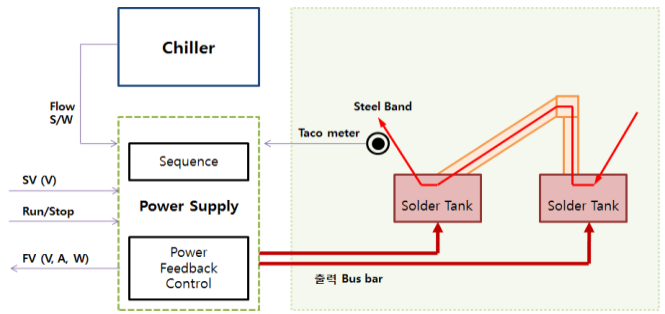 Chiller
Flow
S/W
Steel Band
Taco meter
Sequence
SV (V)
Power Supply
Run/Stop
Solder Tank
Solder Tank
FV (V, A, W)
Power
Feedback
Control
출력 Bus bar